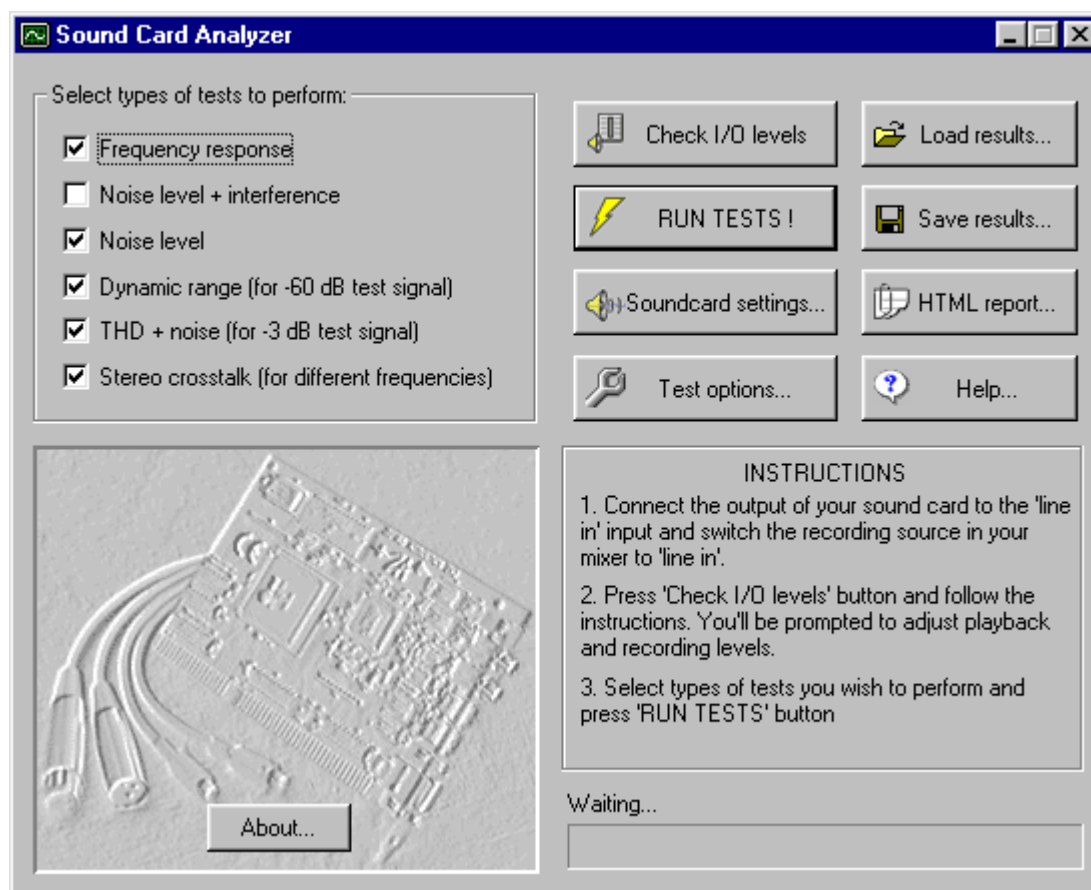 Sound Card Analyzer
Select types of tests to perform:
Frequency response
Noise level + interference
Noise level
Dynamic range (for -60 dB test signal)
THD + noise (for -3 dB test signal)
Stereo crosstalk (for different frequencies)
Check I/O levels
Load results...
RUN TESTS !
Save results...
Soundcard settings...
HTML report...
Test options...
Help...
About...
INSTRUCTIONS
1. Connect the output of your sound card to the 'line
in' input and switch the recording source in your
mixer to 'line in'.
2. Press 'Check I/O levels' button and follow the
instructions. You'll be prompted to adjust playback
and recording levels.
3. Select types of tests you wish to perform and
press 'RUN TESTS' button
Waiting...